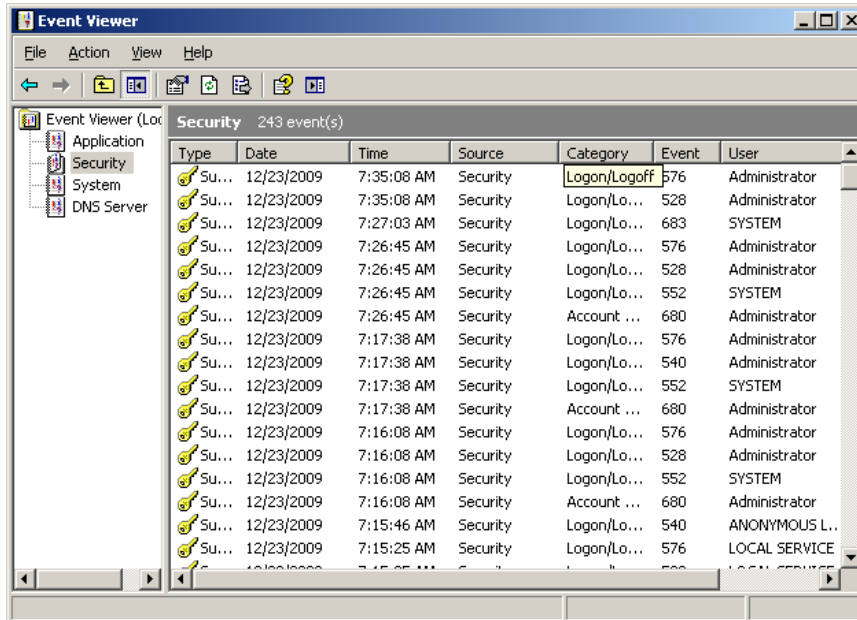 Event Viewer
File Action View Help
Event Viewer (Loc
Application
Security
System
DNS Server
Security 243 event(s)
Type Date Time Source Category Event User
Su... 12/23/2009 7:35:08 AM Security Logon/Logoff 576 Administrator
Su... 12/23/2009 7:35:08 AM Security Logon/Lo... 528 Administrator
Su... 12/23/2009 7:27:03 AM Security Logon/Lo... 683 SYSTEM
Su... 12/23/2009 7:26:45 AM Security Logon/Lo... 576 Administrator
Su... 12/23/2009 7:26:45 AM Security Logon/Lo... 528 Administrator
Su... 12/23/2009 7:26:45 AM Security Logon/Lo... 552 SYSTEM
Su... 12/23/2009 7:26:45 AM Security Account ... 680 Administrator
Su... 12/23/2009 7:17:38 AM Security Logon/Lo... 576 Administrator
Su... 12/23/2009 7:17:38 AM Security Logon/Lo... 540 Administrator
Su... 12/23/2009 7:17:38 AM Security Logon/Lo... 552 SYSTEM
Su... 12/23/2009 7:17:38 AM Security Account ... 680 Administrator
Su... 12/23/2009 7:16:08 AM Security Logon/Lo... 576 Administrator
Su... 12/23/2009 7:16:08 AM Security Logon/Lo... 528 Administrator
Su... 12/23/2009 7:16:08 AM Security Logon/Lo... 552 SYSTEM
Su... 12/23/2009 7:16:08 AM Security Account ... 680 Administrator
Su... 12/23/2009 7:15:46 AM Security Logon/Lo... 540 ANONYMOUS L...
Su... 12/23/2009 7:15:25 AM Security Logon/Lo... 576 LOCAL SERVICE